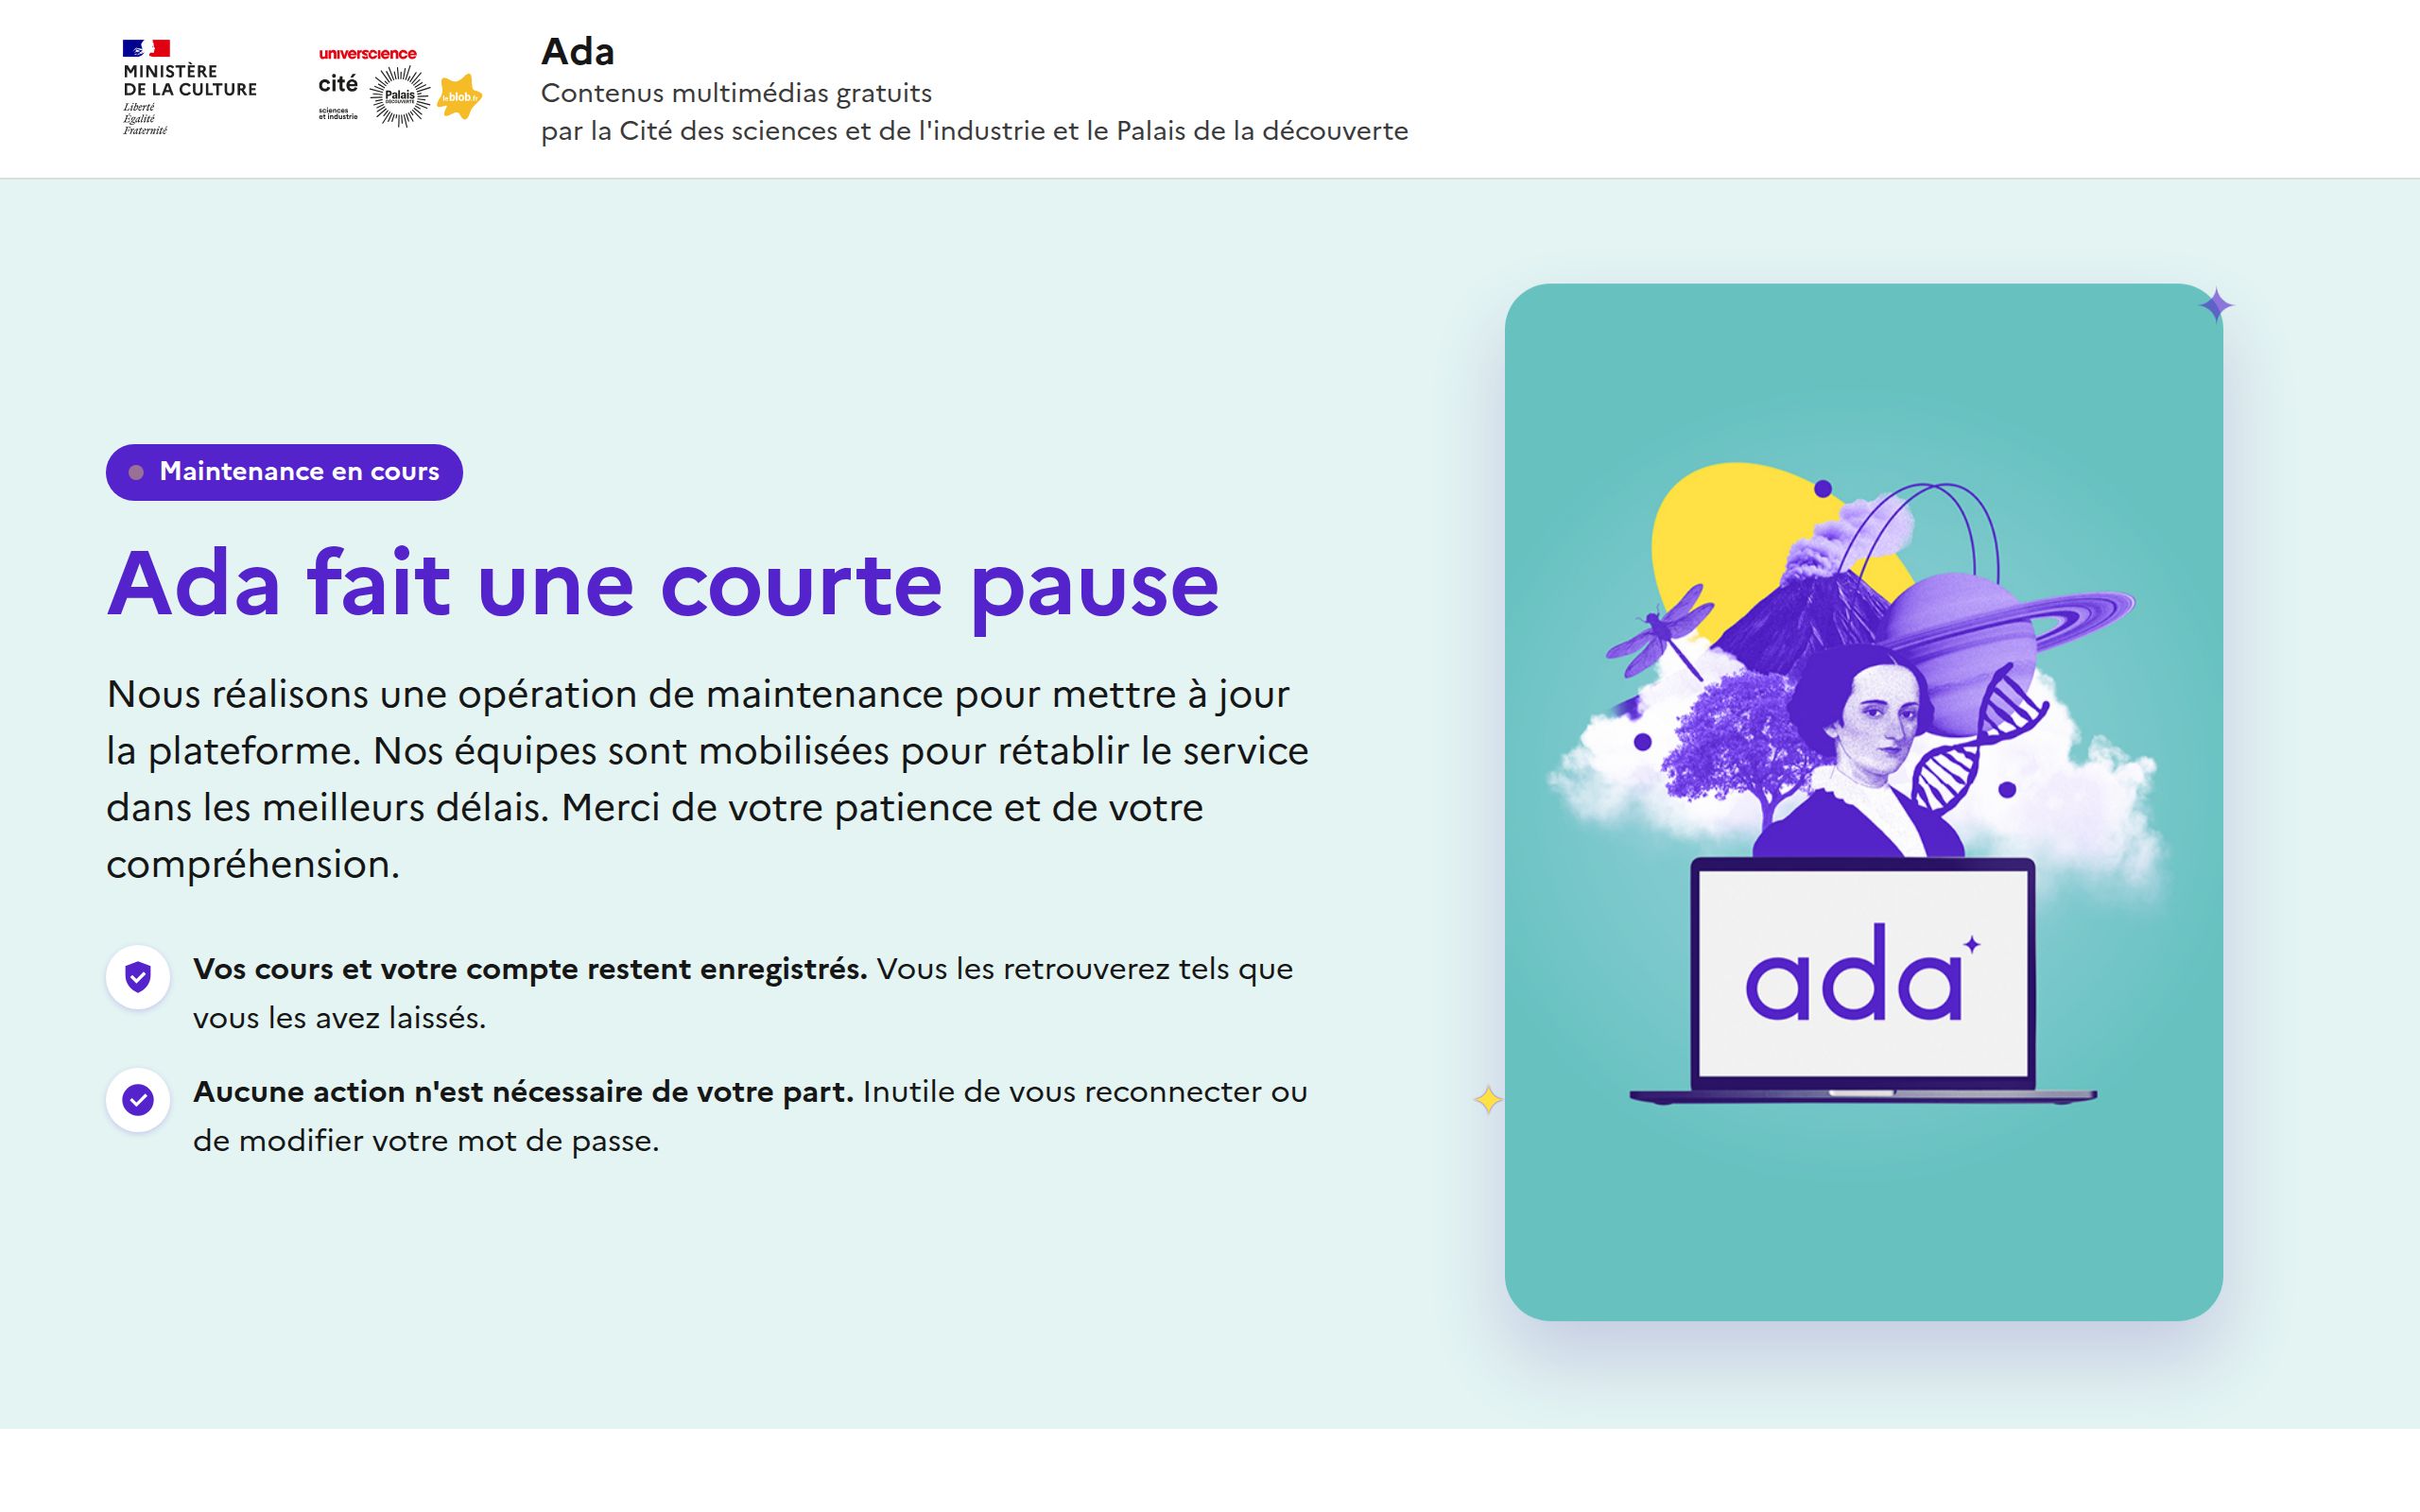 MINISTÈRE
DE LA CULTURE
Liberté
Égalité
Fraternité
universcience
cité
sciences
et industrie
Palais
DÉCOUVERTE
le blob.fr
Ada
Contenus multimédias gratuits
par la Cité des sciences et de l'industrie et le Palais de la découverte
Maintenance en cours
Ada fait une courte pause
Nous réalisons une opération de maintenance pour mettre à jour
la plateforme. Nos équipes sont mobilisées pour rétablir le service
dans les meilleurs délais. Merci de votre patience et de votre
compréhension.
Vos cours et votre compte restent enregistrés. Vous les retrouverez tels que
vous les avez laissés.
Aucune action n'est nécessaire de votre part. Inutile de vous reconnecter ou
de modifier votre mot de passe.
ada